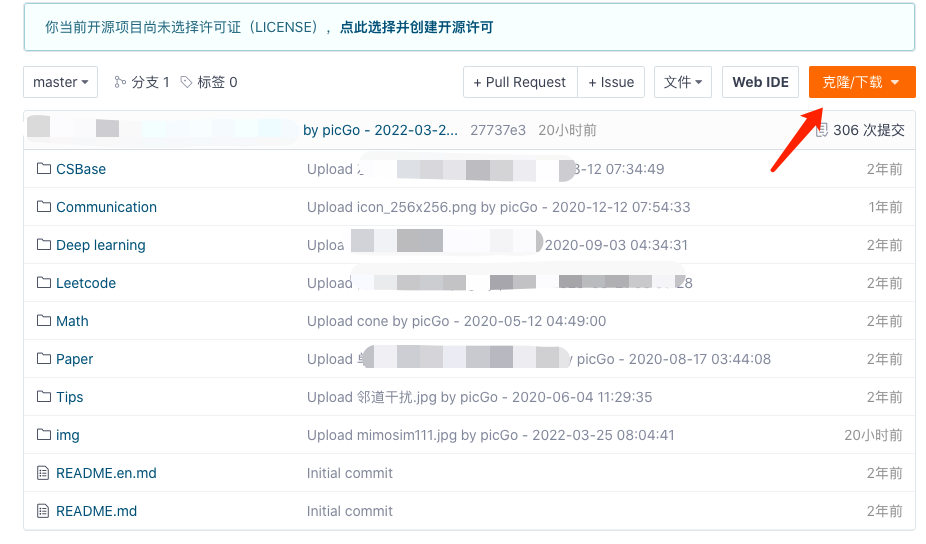 你当前开源项目尚未选择许可证（LICENSE），点此选择并创建开源许可
master 分支 1 标签 0 + Pull Request + Issue 文件 Web IDE 克隆/下载
by picGo - 2022-03-2... 27737e3 20小时前 306 次提交
CSBase Upload 3-12 07:34:49 2年前
Communication Upload icon_256x256.png by picGo - 2020-12-12 07:54:33 1年前
Deep learning Uploa 2020-09-03 04:34:31 2年前
Leetcode Upload 2年前
Math Upload cone by picGo - 2020-05-12 04:49:00 2年前
Paper Upload by picGo - 2020-08-17 03:44:08 2年前
Tips Upload 邻道干扰.jpg by picGo - 2020-06-04 11:29:35 2年前
img Upload mimosim111.jpg by picGo - 2022-03-25 08:04:41 20小时前
README.en.md Initial commit 2年前
README.md Initial commit 2年前